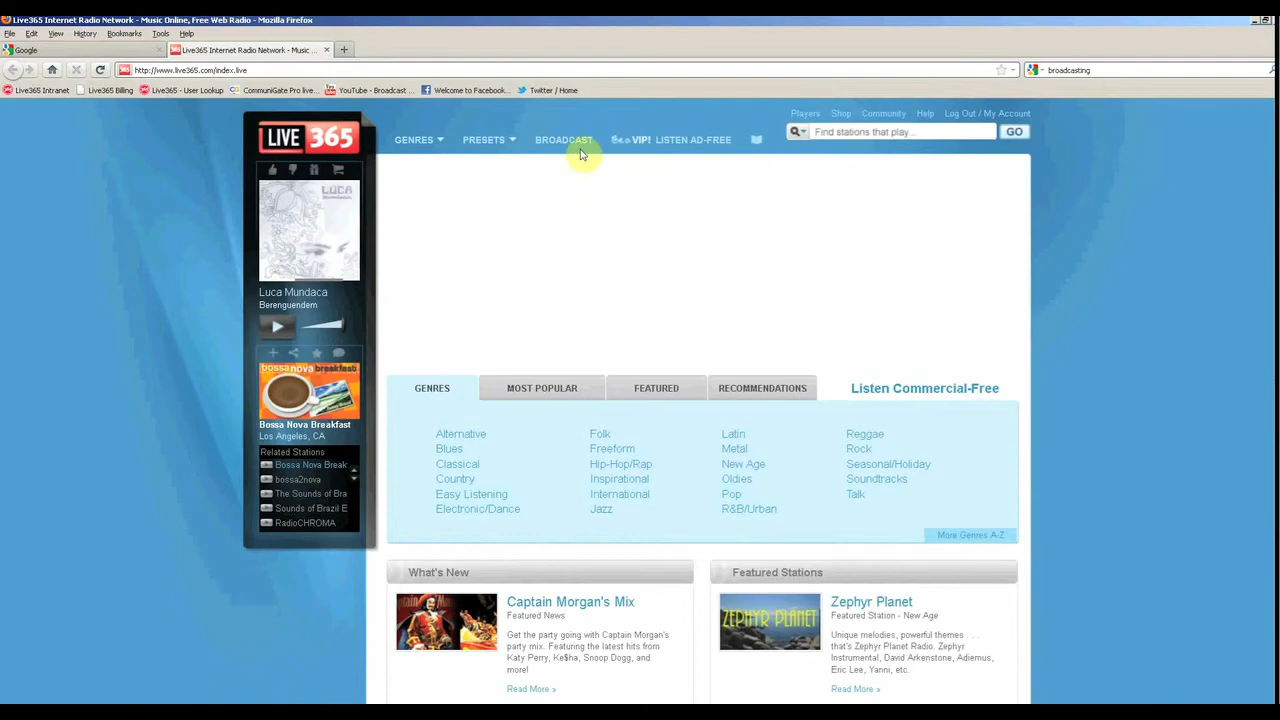 Live365 Internet Radio Network - Music Online, Free Web Radio - Mozilla Firefox
File Edit View History Bookmarks Tools Help
Google
Live365 Internet Radio Network - Music ...
http://www.live365.com/index.live
broadcasting
Live365 Intranet
Live365 Billing
Live365 - User Lookup
CommuniGate Pro live...
YouTube - Broadcast ...
Welcome to Facebook...
Twitter / Home
Players Shop Community Help Log Out / My Account
LIVE 365
GENRES PRESETS BROADCAST Be a VIP! LISTEN AD-FREE
Find stations that play...
GO
LUCA
Luca Mundaca
Berenguendem
bossa nova breakfast
Bossa Nova Breakfast
Los Angeles, CA
Related Stations
Bossa Nova Break
bossa2nova
The Sounds of Bra
Sounds of Brazil E
RadioCHROMA
GENRES MOST POPULAR FEATURED RECOMMENDATIONS Listen Commercial-Free
Alternative Folk Latin Reggae
Blues Freeform Metal Rock
Classical Hip-Hop/Rap New Age Seasonal/Holiday
Country Inspirational Oldies Soundtracks
Easy Listening International Pop Talk
Electronic/Dance Jazz R&B/Urban
More Genres A-Z
What's New
Captain Morgan's Mix
Featured News
Get the party going with Captain Morgan's
party mix. Featuring the latest hits from
Katy Perry, Ke$ha, Snoop Dogg, and
more!
Read More »
Featured Stations
ZEPHYR PLANET
Zephyr Planet
Featured Station - New Age
Unique melodies, powerful themes . . .
that's Zephyr Planet Radio. Zephyr
Instrumental, David Arkenstone, Adiemus,
Eric Lee, Yanni, etc.
Read More »